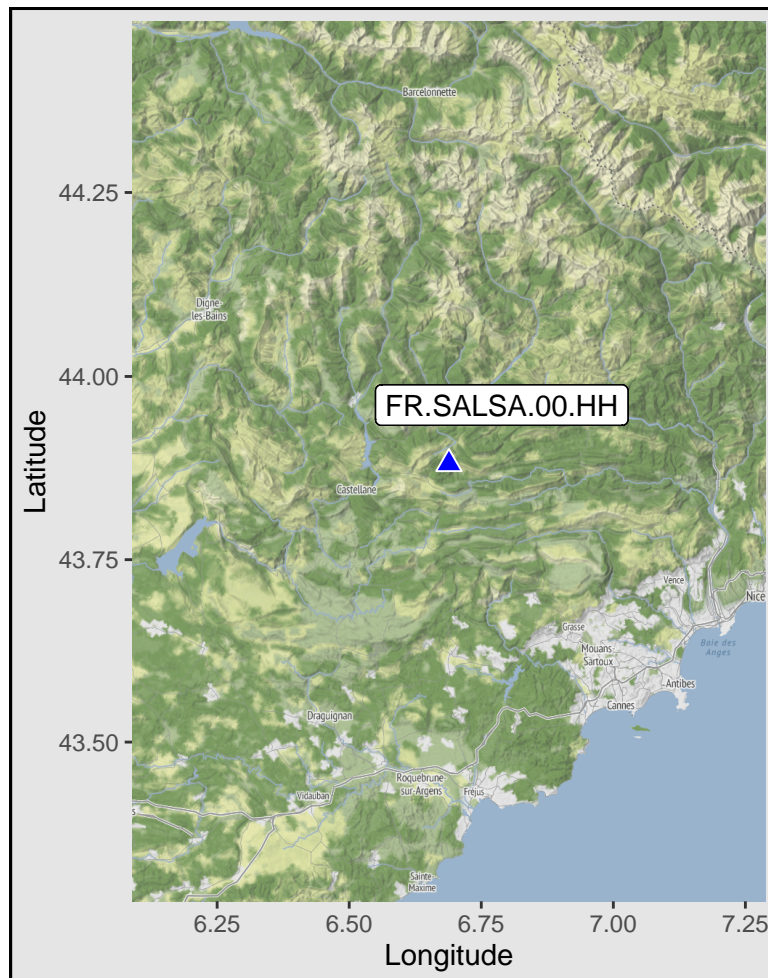 Barcelonnette
44.25
Digne-
les-Bains
44.00
FR.SALSA.00.HH
Latitude
Castellane
43.75
Vence
Nice
Grasse
Baie des
Anges
Mouans-
Sartoux
Antibes
Cannes
Draguignan
43.50
Roquebrune-
sur-Argens
Fréjus
Vidauban
Sainte-
Maxime
6.25
6.50
6.75
7.00
7.25
Longitude